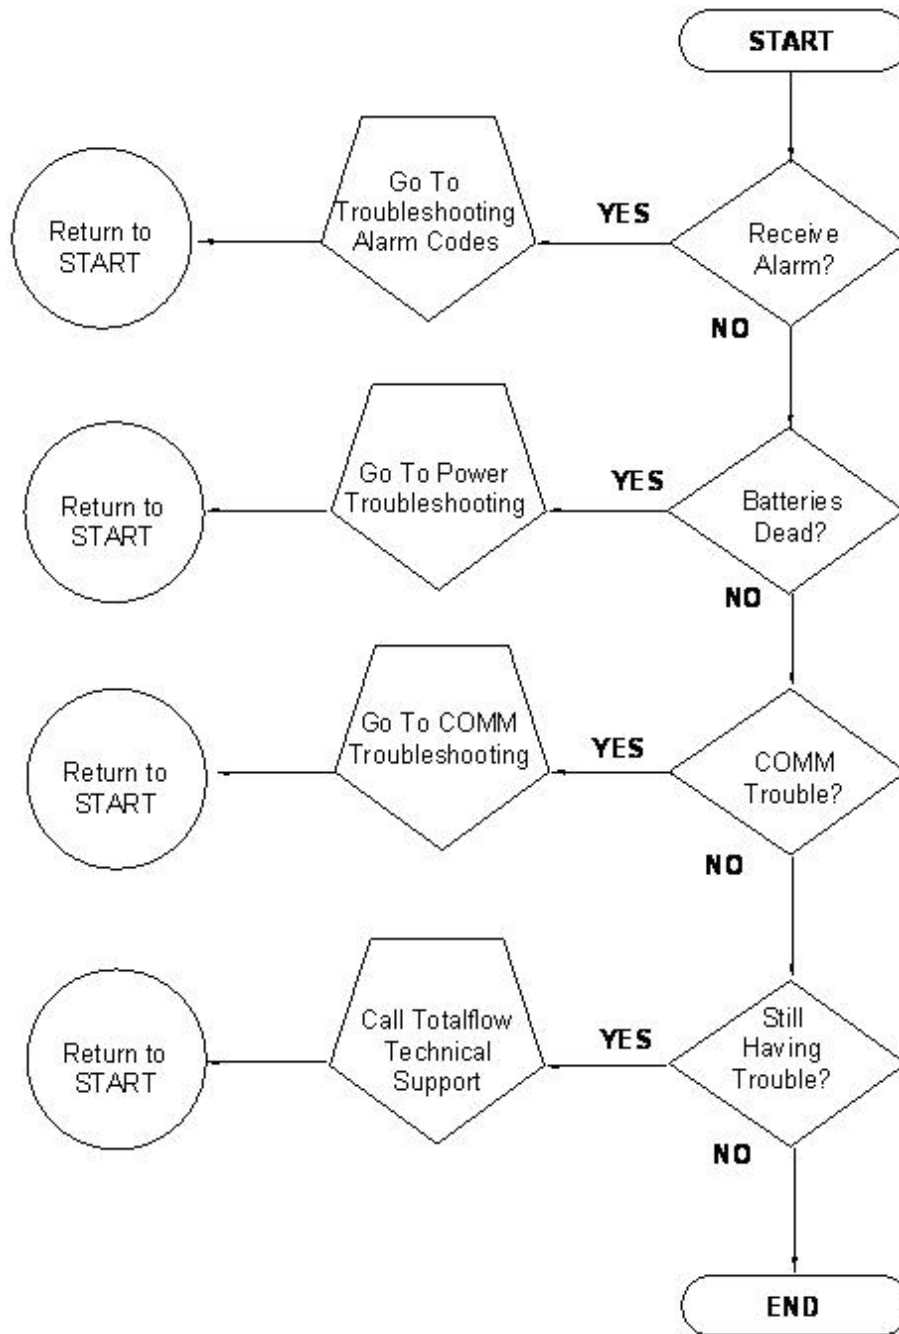 START
Receive
Alarm?
YES
Go To
Troubleshooting
Alarm Codes
Return to
START
NO
Batteries
Dead?
YES
Go To Power
Troubleshooting
Return to
START
NO
COMM
Trouble?
YES
Go To COMM
Troubleshooting
Return to
START
NO
Still
Having
Trouble?
YES
Call Totalflow
Technical
Support
Return to
START
NO
END